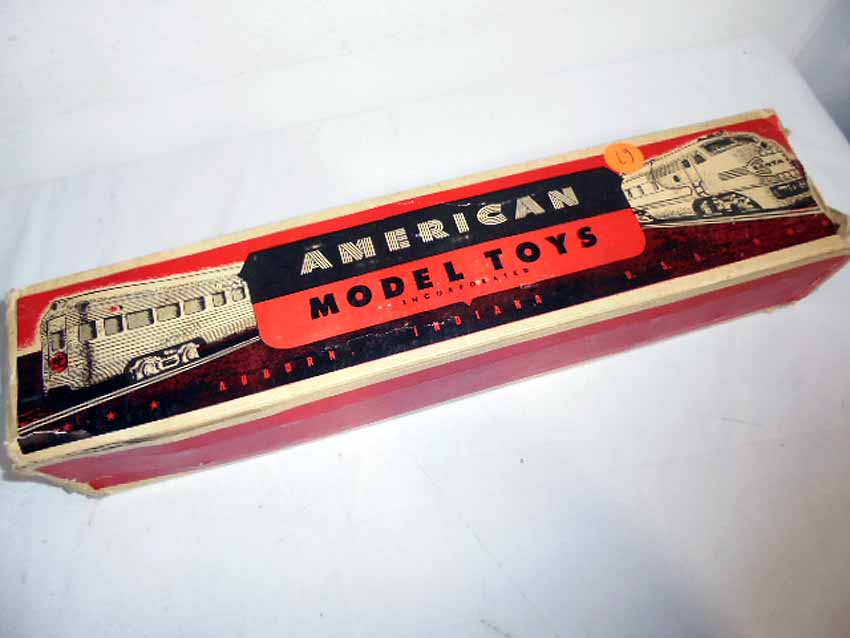 AMERICAN
MODEL TOYS
INCORPORATED
AUBURN, INDIANA U.S.A.